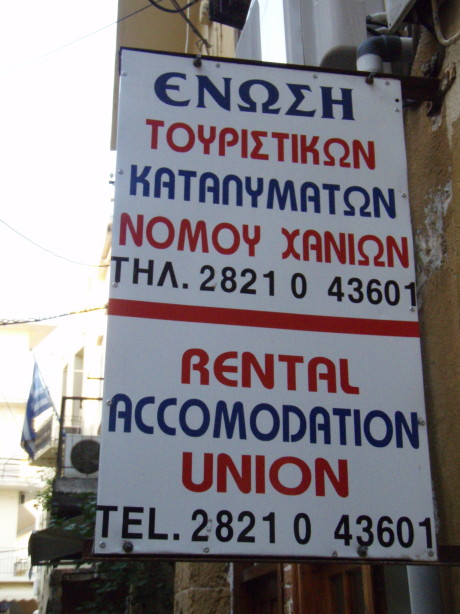 ΕΝΩΣΗ
ΤΟΥΡΙΣΤΙΚΩΝ
ΚΑΤΑΛΥΜΑΤΩΝ
ΝΟΜΟΥ ΧΑΝΙΩΝ
ΤΗΛ. 2821 0 43601
RENTAL
ACCOMODATION
UNION
TEL. 2821 0 43601